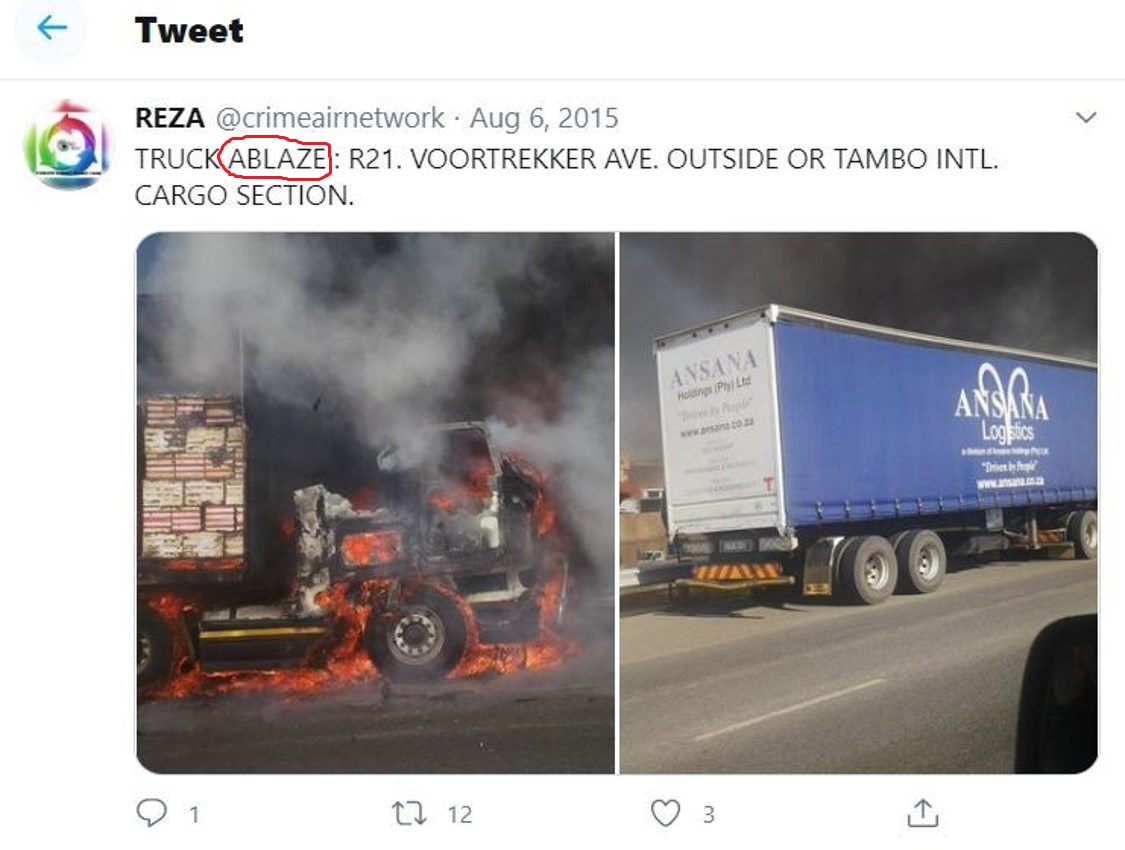 Tweet
REZA @crimeairnetwork · Aug 6, 2015
TRUCK ABLAZE : R21. VOORTREKKER AVE. OUTSIDE OR TAMBO INTL.
CARGO SECTION.
ANSANA
Holdings (Pty) Ltd
"Driven by People"
www.ansana.co.za
ANSANA
Logistics
a division of Ansana Holdings (Pty) Ltd
"Driven by People"
www.ansana.co.za
1 12 3